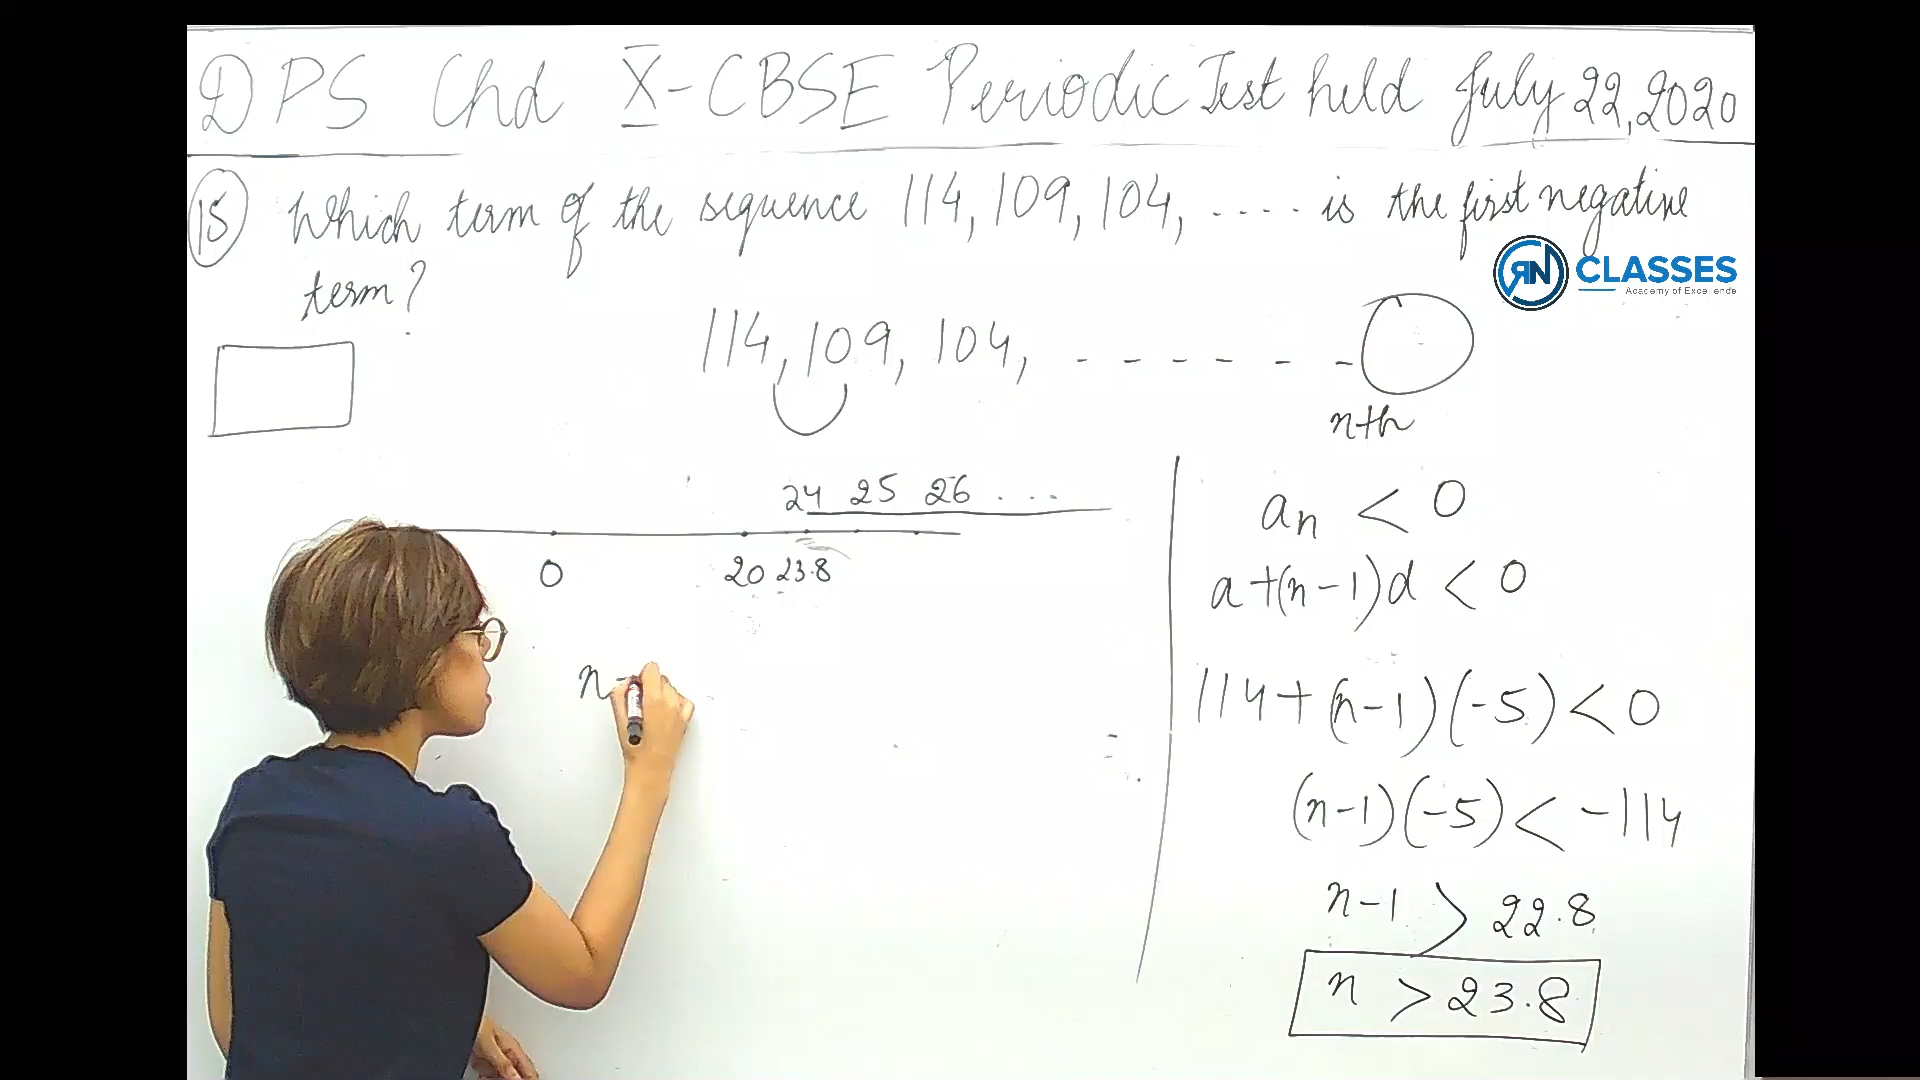 DPS Chd X-CBSE Periodic Test held July 22, 2020
15 Which term of the sequence 114, 109, 104, .... is the first negative
term?
RN CLASSES
Academy of Excellence
114, 109, 104, - - - - - - -
nth
24 25 26 ...
0 20 23.8
n
an < 0
a+(n-1)d < 0
114+(n-1)(-5)<0
(n-1)(-5)< -114
n-1 > 22.8
n > 23.8